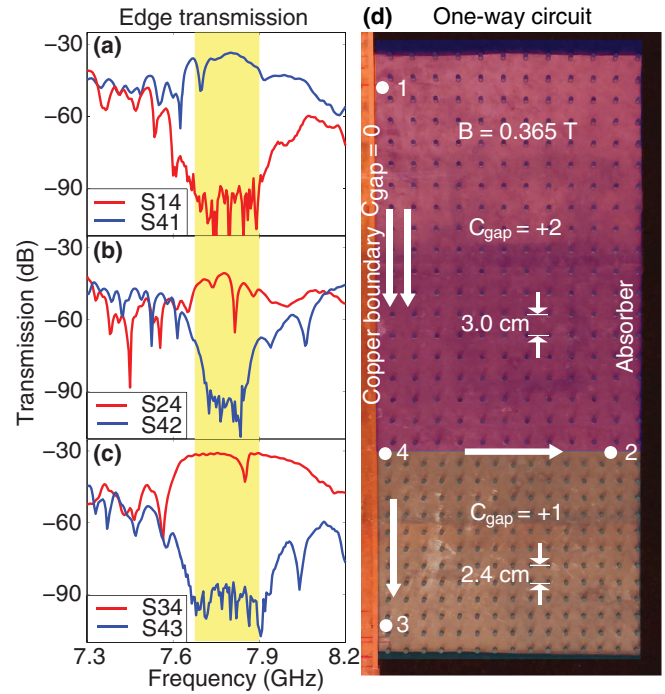 Edge transmission
(a)
−30
−60
−90
S14
S41
(b)
−30
−60
−90
S24
S42
(c)
−30
−60
−90
S34
S43
7.3 7.6 7.9 8.2
Frequency (GHz)
Transmission (dB)
(d) One-way circuit
1
B = 0.365 T
Copper boundary Cgap = 0
Cgap = +2
3.0 cm
Absorber
4
2
Cgap = +1
2.4 cm
3